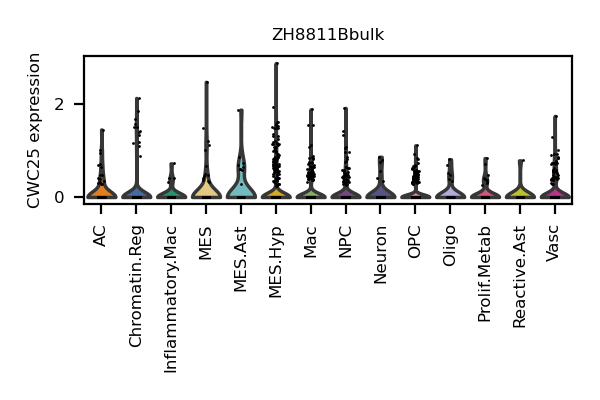 ZH8811Bbulk
CWC25 expression
2
0
AC
Chromatin.Reg
Inflammatory.Mac
MES
MES.Ast
MES.Hyp
Mac
NPC
Neuron
OPC
Oligo
Prolif.Metab
Reactive.Ast
Vasc